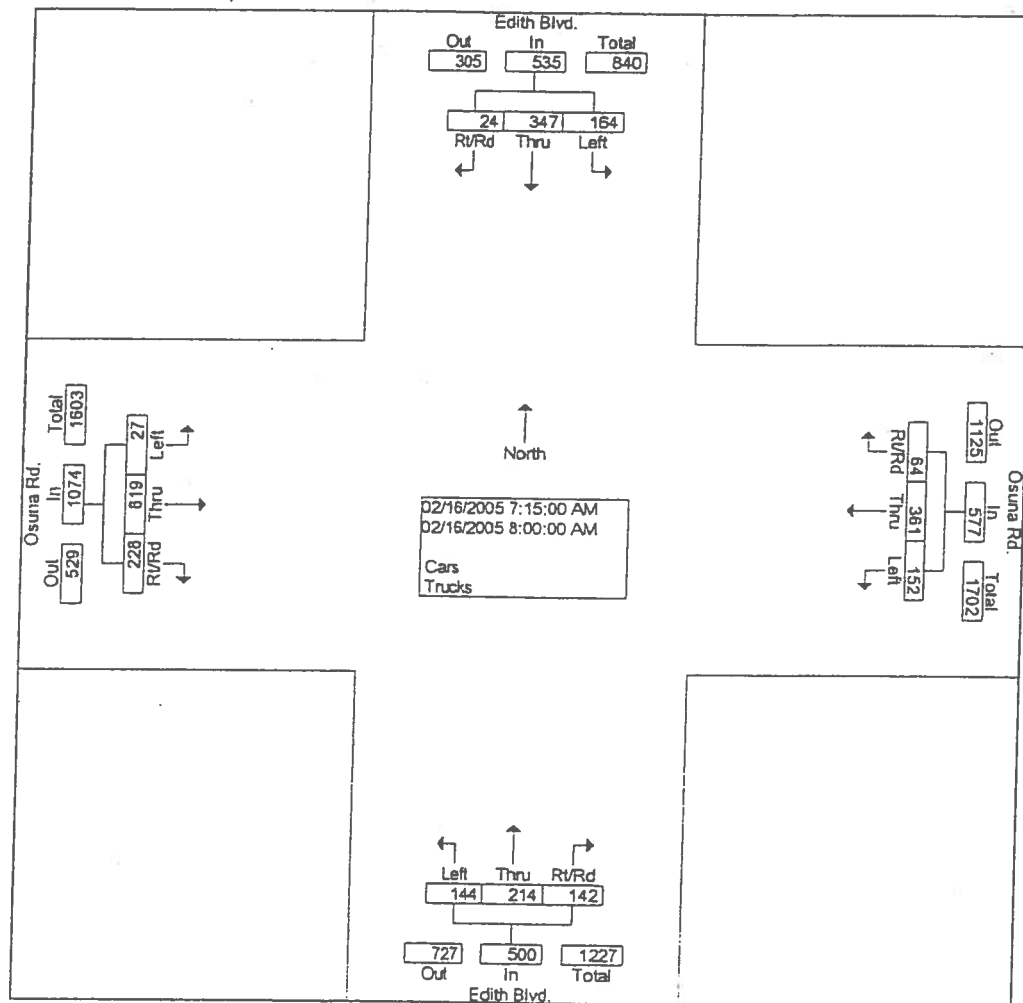 Edith Blvd.
Out In Total
305 535 840
24 347 164
Rt/Rd Thru Left
Osuna Rd.
Total In Out
1603 1074 529
27 819 228
Left Thru Rt/Rd
North
02/16/2005 7:15:00 AM
02/16/2005 8:00:00 AM
Cars
Trucks
Osuna Rd.
Out In Total
1125 577 1702
64 361 152
Rt/Rd Thru Left
Left Thru Rt/Rd
144 214 142
727 500 1227
Out In Total
Edith Blvd.